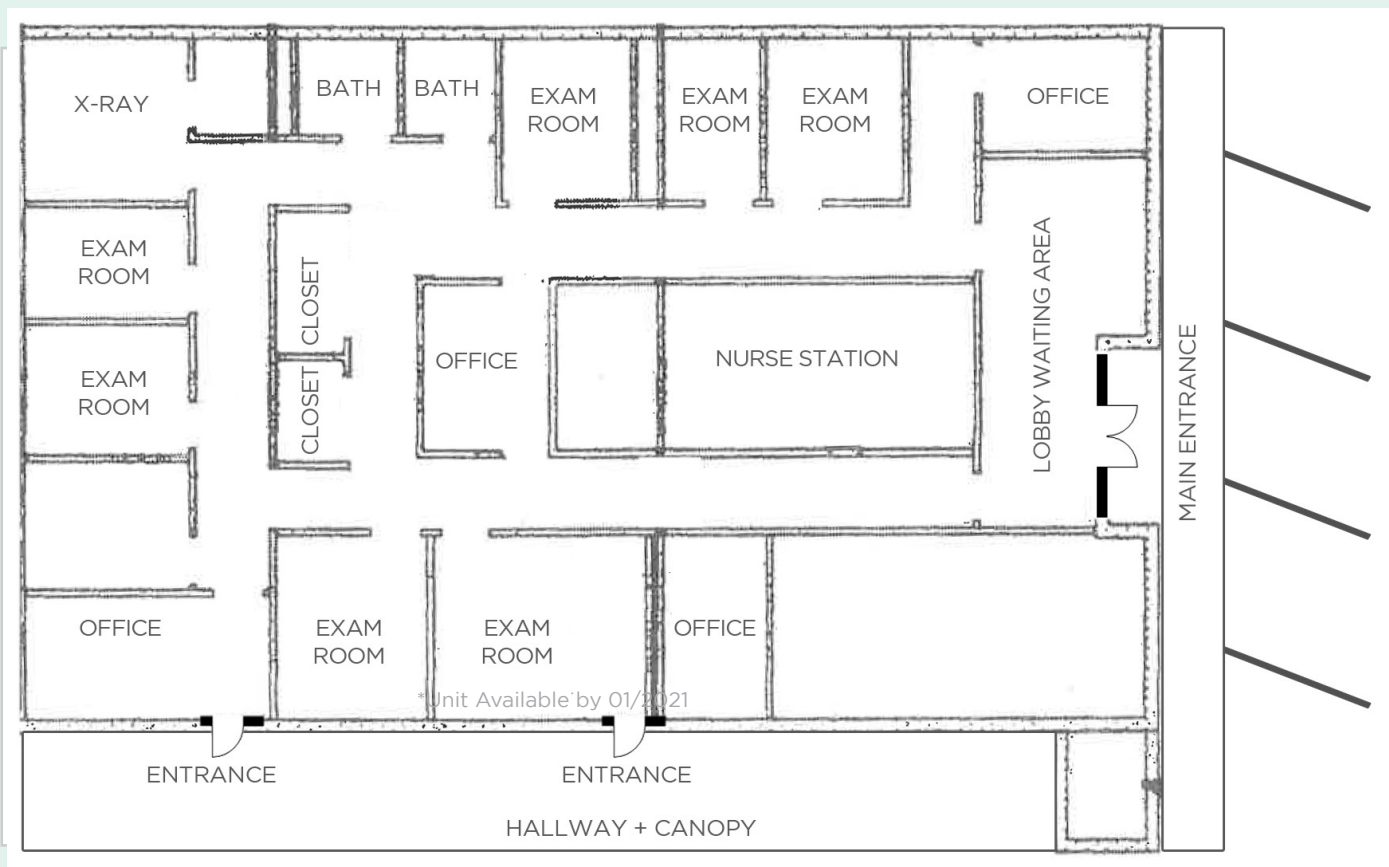 X-RAY
BATH
BATH
EXAM
ROOM
EXAM
ROOM
EXAM
ROOM
OFFICE
EXAM
ROOM
CLOSET
LOBBY WAITING AREA
EXAM
ROOM
CLOSET
OFFICE
NURSE STATION
MAIN ENTRANCE
OFFICE
EXAM
ROOM
EXAM
ROOM
OFFICE
*Unit Available by 01/2021
ENTRANCE
ENTRANCE
HALLWAY + CANOPY